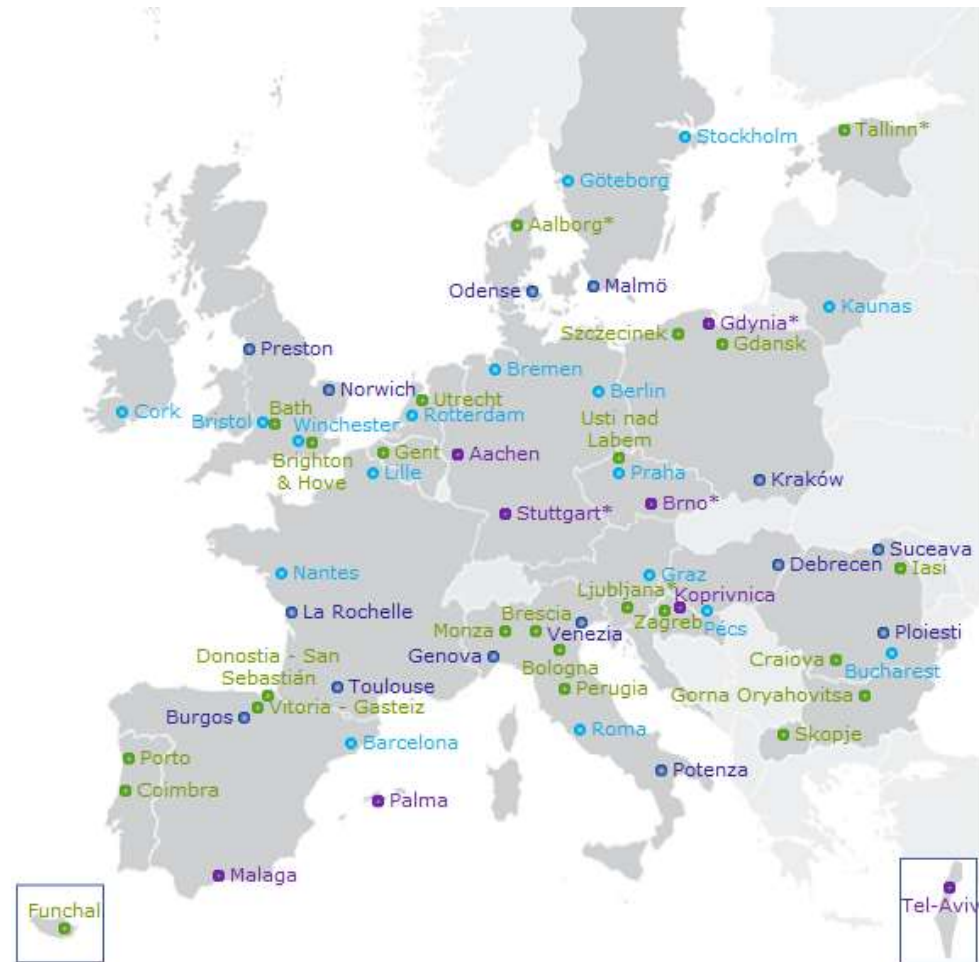 Tallinn*
Stockholm
Göteborg
Aalborg*
Malmö
Odense
Kaunas
Gdynia*
Szczecinek
Gdansk
Preston
Bremen
Norwich
Berlin
Utrecht
Cork
Bath
Rotterdam
Bristol
Winchester
Usti nad
Labem
Brighton
& Hove
Gent
Aachen
Lille
Praha
Kraków
Brno*
Stuttgart*
Suceava
Debrecen
Iasi
Nantes
Graz
Ljubljana*
Koprivnica
La Rochelle
Brescia
Zagreb
Pécs
Monza
Venezia
Ploiesti
Genova
Bologna
Craiova
Bucharest
Donostia - San
Sebastián
Toulouse
Perugia
Gorna Oryahovitsa
Vitoria - Gasteiz
Burgos
Roma
Skopje
Barcelona
Porto
Potenza
Coimbra
Palma
Malaga
Funchal
Tel-Aviv